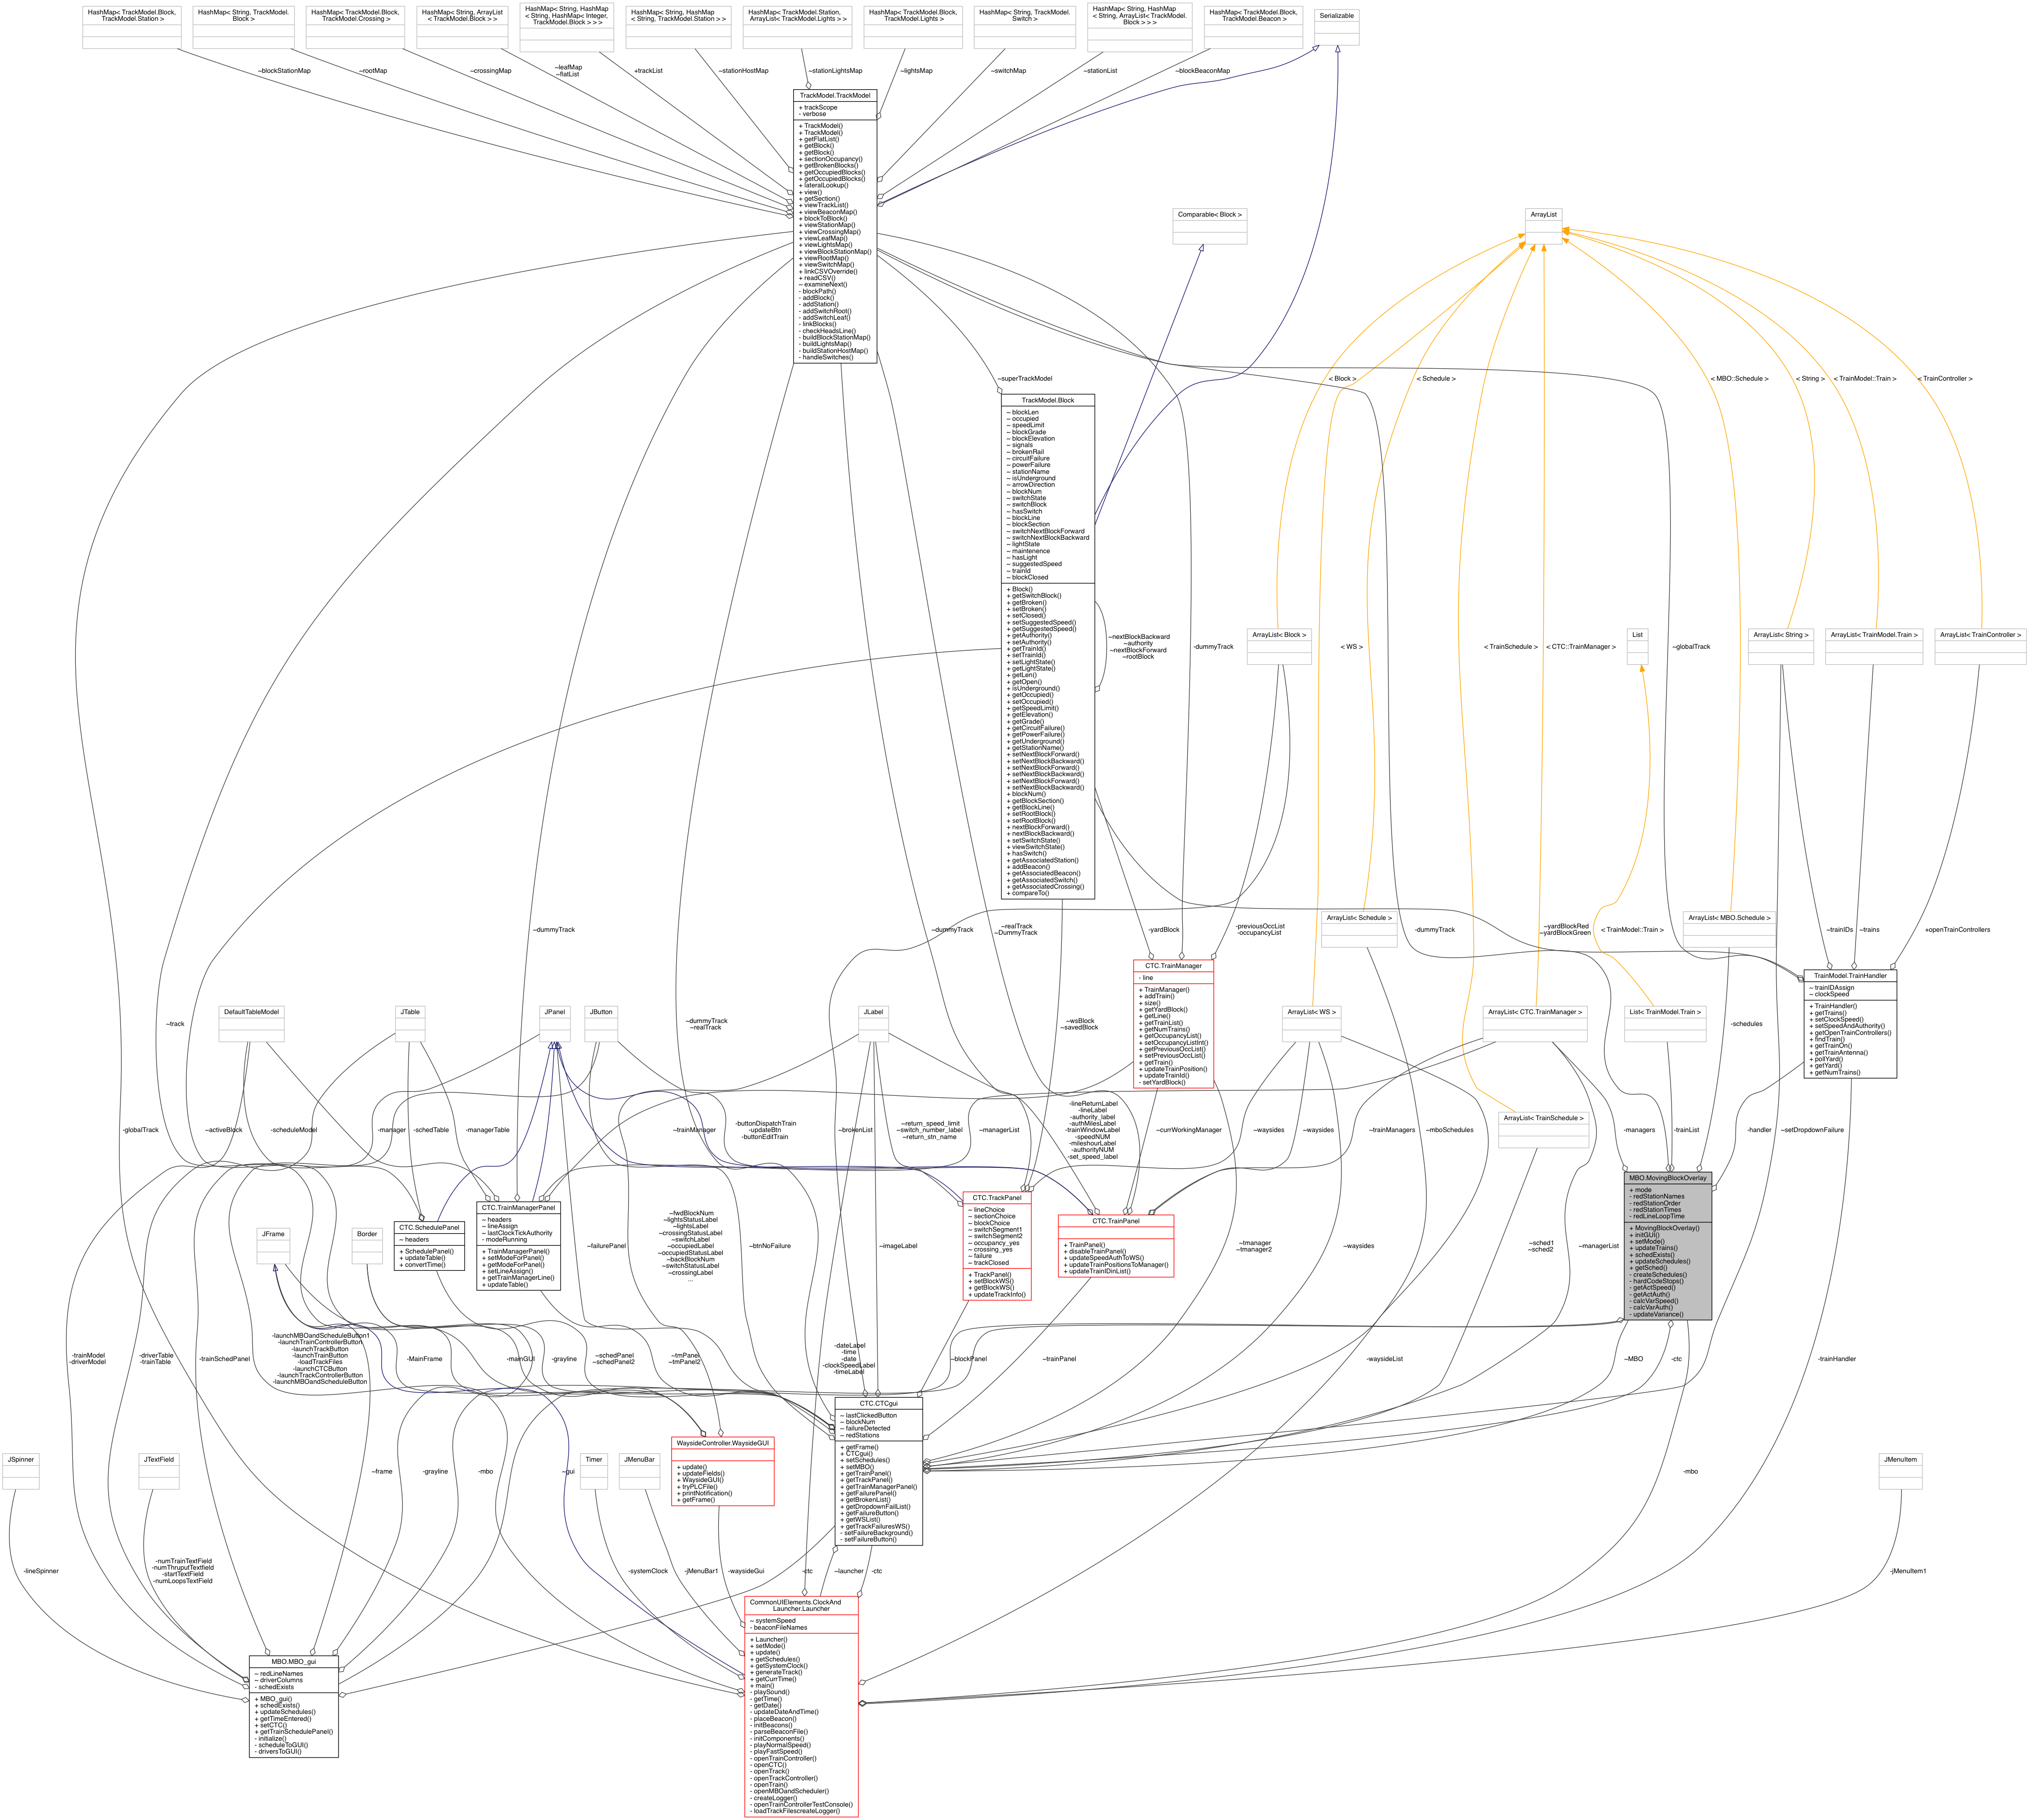 HashMap< TrackModel.Block,
TrackModel.Station >
HashMap< String, TrackModel.
Block >
HashMap< TrackModel.Block,
TrackModel.Crossing >
HashMap< String, ArrayList
< TrackModel.Block > >
HashMap< String, HashMap
< String, HashMap< Integer,
TrackModel.Block > > >
HashMap< String, HashMap
< String, TrackModel.Station > >
HashMap< TrackModel.Station,
ArrayList< TrackModel.Lights > >
HashMap< TrackModel.Block,
TrackModel.Lights >
HashMap< String, TrackModel.
Switch >
HashMap< String, HashMap
< String, ArrayList< TrackModel.
Block > > >
HashMap< TrackModel.Block,
TrackModel.Beacon >
Serializable
~blockStationMap
~rootMap
~crossingMap
~leafMap
~flatList
+trackList
~stationHostMap
~stationLightsMap
~lightsMap
~switchMap
~stationList
~blockBeaconMap
TrackModel.TrackModel
+ trackScope
- verbose
+ TrackModel()
+ TrackModel()
+ getFlatList()
+ getBlock()
+ getBlock()
+ sectionOccupancy()
+ getBrokenBlocks()
+ getOccupiedBlocks()
+ getOccupiedBlocks()
+ lateralLookup()
+ view()
+ getSection()
+ viewTrackList()
+ viewBeaconMap()
+ blockToBlock()
+ viewStationMap()
+ viewCrossingMap()
+ viewLeafMap()
+ viewLightsMap()
+ viewBlockStationMap()
+ viewRootMap()
+ viewSwitchMap()
+ linkCSVOverride()
+ readCSV()
~ examineNext()
- blockPath()
- addBlock()
- addStation()
- addSwitchRoot()
- addSwitchLeaf()
- linkBlocks()
- checkHeadsLine()
- buildBlockStationMap()
- buildLightsMap()
- buildStationHostMap()
- handleSwitches()
Comparable< Block >
ArrayList
~superTrackModel
< Block >
< Schedule >
< MBO::Schedule >
< String >
< TrainModel::Train >
< TrainController >
TrackModel.Block
~ blockLen
~ occupied
~ speedLimit
~ blockGrade
~ blockElevation
~ signals
~ brokenRail
~ circuitFailure
~ powerFailure
~ stationName
~ isUnderground
~ arrowDirection
~ blockNum
~ switchState
~ switchBlock
~ hasSwitch
~ blockLine
~ blockSection
~ switchNextBlockForward
~ switchNextBlockBackward
~ lightState
~ maintenence
~ hasLight
~ suggestedSpeed
~ trainId
~ blockClosed
+ Block()
+ getSwitchBlock()
+ getBroken()
+ setBroken()
+ setClosed()
+ setSuggestedSpeed()
+ getSuggestedSpeed()
+ getAuthority()
+ setAuthority()
+ getTrainId()
+ setTrainId()
+ setLightState()
+ getLightState()
+ getLen()
+ getOpen()
+ isUnderground()
+ getOccupied()
+ setOccupied()
+ getSpeedLimit()
+ getElevation()
+ getGrade()
+ getCircuitFailure()
+ getPowerFailure()
+ getUnderground()
+ getStationName()
+ setNextBlockForward()
+ setNextBlockBackward()
+ setNextBlockForward()
+ setNextBlockBackward()
+ setNextBlockForward()
+ setNextBlockBackward()
+ blockNum()
+ getBlockSection()
+ getBlockLine()
+ setRootBlock()
+ setRootBlock()
+ nextBlockForward()
+ nextBlockBackward()
+ setSwitchState()
+ viewSwitchState()
+ hasSwitch()
+ getAssociatedStation()
+ addBeacon()
+ getAssociatedBeacon()
+ getAssociatedSwitch()
+ getAssociatedCrossing()
+ compareTo()
~nextBlockBackward
~authority
~nextBlockForward
~rootBlock
-dummyTrack
ArrayList< Block >
< WS >
< TrainSchedule >
< CTC::TrainManager >
List
~globalTrack
ArrayList< String >
ArrayList< TrainModel.Train >
ArrayList< TrainController >
~dummyTrack
~dummyTrack
~realTrack
~DummyTrack
-yardBlock
-previousOccList
-occupancyList
ArrayList< Schedule >
-dummyTrack
~yardBlockRed
~yardBlockGreen
< TrainModel::Train >
ArrayList< MBO.Schedule >
~trainIDs
~trains
+openTrainControllers
CTC.TrainManager
- line
+ TrainManager()
+ addTrain()
+ size()
+ getYardBlock()
+ getLine()
+ getTrainList()
+ getNumTrains()
+ getOccupancyList()
+ setOccupancyListInt()
+ getPreviousOccList()
+ setPreviousOccList()
+ getTrain()
+ updateTrainPosition()
+ updateTrainId()
- setYardBlock()
TrainModel.TrainHandler
~ trainIDAssign
~ clockSpeed
+ TrainHandler()
+ getTrains()
+ setClockSpeed()
+ setSpeedAndAuthority()
+ getOpenTrainControllers()
+ findTrain()
+ getTrainOn()
+ getTrainAntenna()
+ pollYard()
+ getYard()
+ getNumTrains()
~track
DefaultTableModel
JTable
JPanel
JButton
~dummyTrack
~realTrack
JLabel
~wsBlock
~savedBlock
ArrayList< WS >
ArrayList< CTC.TrainManager >
List< TrainModel.Train >
-schedules
-globalTrack
~activeBlock
-scheduleModel
-manager
~schedTable
~managerTable
~trainManager
-buttonDispatchTrain
-updateBtn
-buttonEditTrain
~brokenList
~return_speed_limit
~switch_number_label
~return_stn_name
~managerList
-lineReturnLabel
-lineLabel
-authority_label
-authMilesLabel
-trainWindowLabel
-speedNUM
-mileshourLabel
-authorityNUM
-set_speed_label
~currWorkingManager
~waysides
~waysides
~trainManagers
~mboSchedules
ArrayList< TrainSchedule >
-managers
-trainList
-handler
~setDropdownFailure
MBO.MovingBlockOverlay
+ mode
- redStationNames
- redStationOrder
- redStationTimes
- redLineLoopTime
+ MovingBlockOverlay()
+ initGUI()
+ setMode()
+ updateTrains()
+ schedExists()
+ updateSchedules()
+ getSched()
- createSchedules()
- hardCodeStops()
- getActSpeed()
- getActAuth()
- calcVarSpeed()
- calcVarAuth()
- updateVariance()
JFrame
Border
CTC.SchedulePanel
~ headers
+ SchedulePanel()
+ updateTable()
+ convertTime()
CTC.TrainManagerPanel
~ headers
~ lineAssign
~ lastClockTickAuthority
- modeRunning
+ TrainManagerPanel()
+ setModeForPanel()
+ getModeForPanel()
+ setLineAssign()
+ getTrainManagerLine()
+ updateTable()
~failurePanel
~fwdBlockNum
~lightsStatusLabel
~lightsLabel
~crossingStatusLabel
~switchLabel
~occupiedLabel
~occupiedStatusLabel
~backBlockNum
~switchStatusLabel
~crossingLabel
...
~btnNoFailure
~imageLabel
CTC.TrackPanel
~ lineChoice
~ sectionChoice
~ blockChoice
~ switchSegment1
~ switchSegment2
~ occupancy_yes
~ crossing_yes
~ failure
~ trackClosed
+ TrackPanel()
+ setBlockWS()
+ getBlockWS()
+ updateTrackInfo()
CTC.TrainPanel
+ TrainPanel()
+ disableTrainPanel()
+ updateSpeedAuthToWS()
+ updateTrainPositionsToManager()
+ updateTrainIDinList()
~tmanager
~tmanager2
~waysides
~sched1
~sched2
~managerList
-trainModel
-driverModel
-driverTable
-trainTable
-trainSchedPanel
-launchMBOandScheduleButton1
-launchTrainControllerButton
-launchTrackButton
-launchTrainButton
-loadTrackFiles
-launchCTCButton
-launchTrackControllerButton
-launchMBOandScheduleButton
-MainFrame
-mainGUI
-grayline
~schedPanel
~schedPanel2
~tmPanel
~tmPanel2
-dateLabel
-time
-date
-clockSpeedLabel
-timeLabel
~blockPanel
~trainPanel
-waysideList
~MBO
-ctc
-trainHandler
CTC.CTCgui
~ lastClickedButton
~ blockNum
~ failureDetected
~ redStations
+ getFrame()
+ CTCgui()
+ setSchedules()
+ setMBO()
+ getTrainPanel()
+ getTrackPanel()
+ getTrainManagerPanel()
+ getFailurePanel()
+ getBrokenList()
+ getDropdownFailList()
+ getFailureButton()
+ getWSList()
+ getTrackFailuresWS()
- setFailureBackground()
- setFailureButton()
JSpinner
JTextField
~frame
-grayline
-mbo
~gui
Timer
JMenuBar
WaysideController.WaysideGUI
+ update()
+ updateFields()
+ WaysideGUI()
+ tryPLCFile()
+ printNotification()
+ getFrame()
-mbo
JMenuItem
-lineSpinner
-numTrainTextField
-numThruputTextfield
-startTextField
-numLoopsTextField
-systemClock
-jMenuBar1
-waysideGui
-ctc
~launcher
-ctc
-jMenuItem1
MBO.MBO_gui
~ redLineNames
~ driverColumns
- schedExists
+ MBO_gui()
+ schedExists()
+ updateSchedules()
+ getTimeEntered()
+ setCTC()
+ getTrainSchedulePanel()
- initialize()
- scheduleToGUI()
- driversToGUI()
CommonUIElements.ClockAnd
Launcher.Launcher
~ systemSpeed
- beaconFileNames
+ Launcher()
+ setMode()
+ update()
+ getSchedules()
+ getSystemClock()
+ generateTrack()
+ getCurrTime()
+ main()
- playSound()
- getTime()
- getDate()
- updateDateAndTime()
- placeBeacon()
- initBeacons()
- parseBeaconFile()
- initComponents()
- playNormalSpeed()
- playFastSpeed()
- openTrainController()
- openCTC()
- openTrack()
- openTrackController()
- openTrain()
- openMBOandScheduler()
- createLogger()
- openTrainControllerTestConsole()
- loadTrackFilescreateLogger()